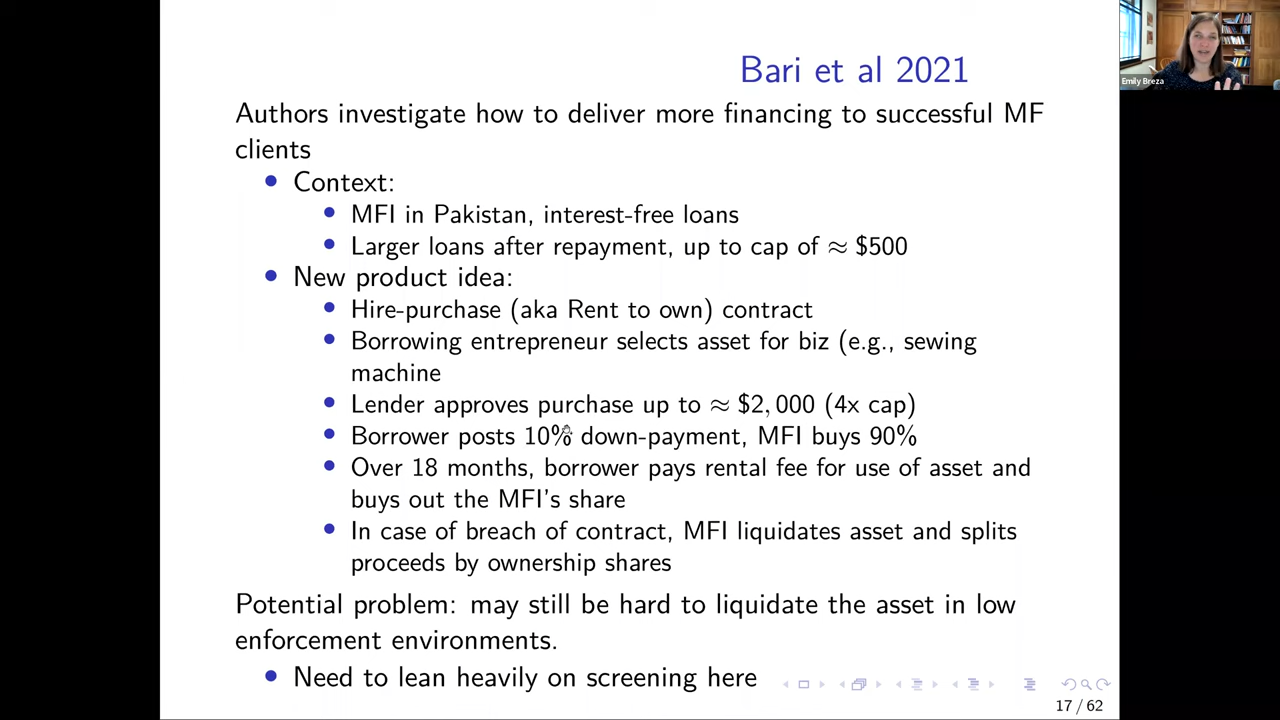 Bari et al 2021
Authors investigate how to deliver more financing to successful MF
clients
• Context:
• MFI in Pakistan, interest-free loans
• Larger loans after repayment, up to cap of ≈ $500
• New product idea:
• Hire-purchase (aka Rent to own) contract
• Borrowing entrepreneur selects asset for biz (e.g., sewing
machine
• Lender approves purchase up to ≈ $2,000 (4x cap)
• Borrower posts 10% down-payment, MFI buys 90%
• Over 18 months, borrower pays rental fee for use of asset and
buys out the MFI's share
• In case of breach of contract, MFI liquidates asset and splits
proceeds by ownership shares
Potential problem: may still be hard to liquidate the asset in low
enforcement environments.
• Need to lean heavily on screening here
17 / 62
Emily Breza